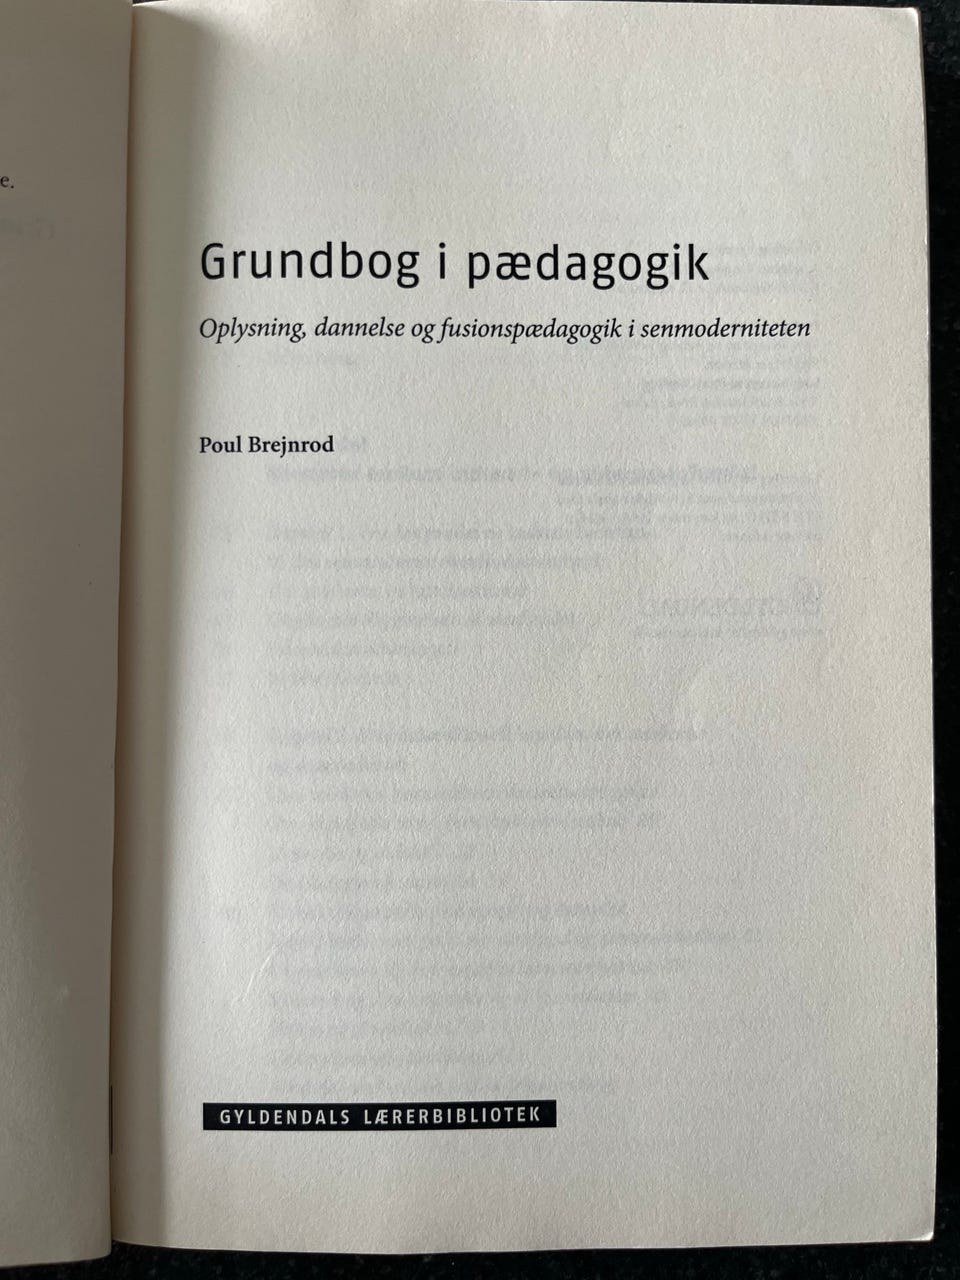 e.
Grundbog i pædagogik
Oplysning, dannelse og fusionspædagogik i senmoderniteten
Poul Brejnrod
GYLDENDALS LÆRERBIBLIOTEK